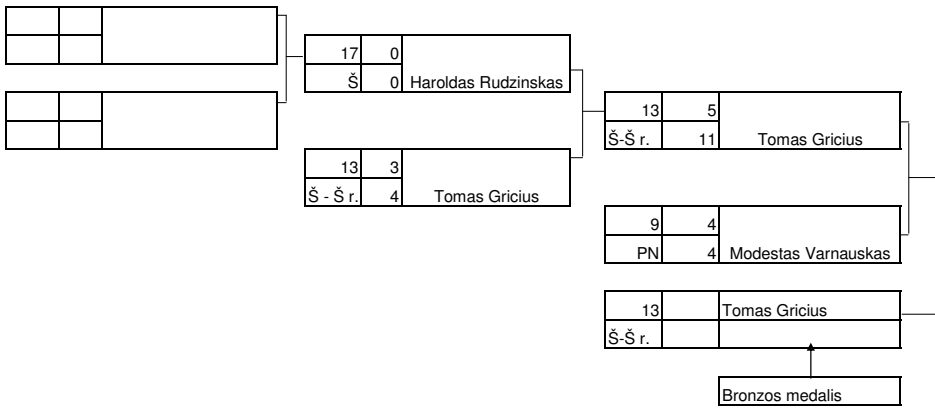 17 0
Š 0 Haroldas Rudzinskas
13 3
Š - Š r. 4 Tomas Gricius
13 5
Š-Š r. 11 Tomas Gricius
9 4
PN 4 Modestas Varnauskas
13 Tomas Gricius
Š-Š r.
Bronzos medalis